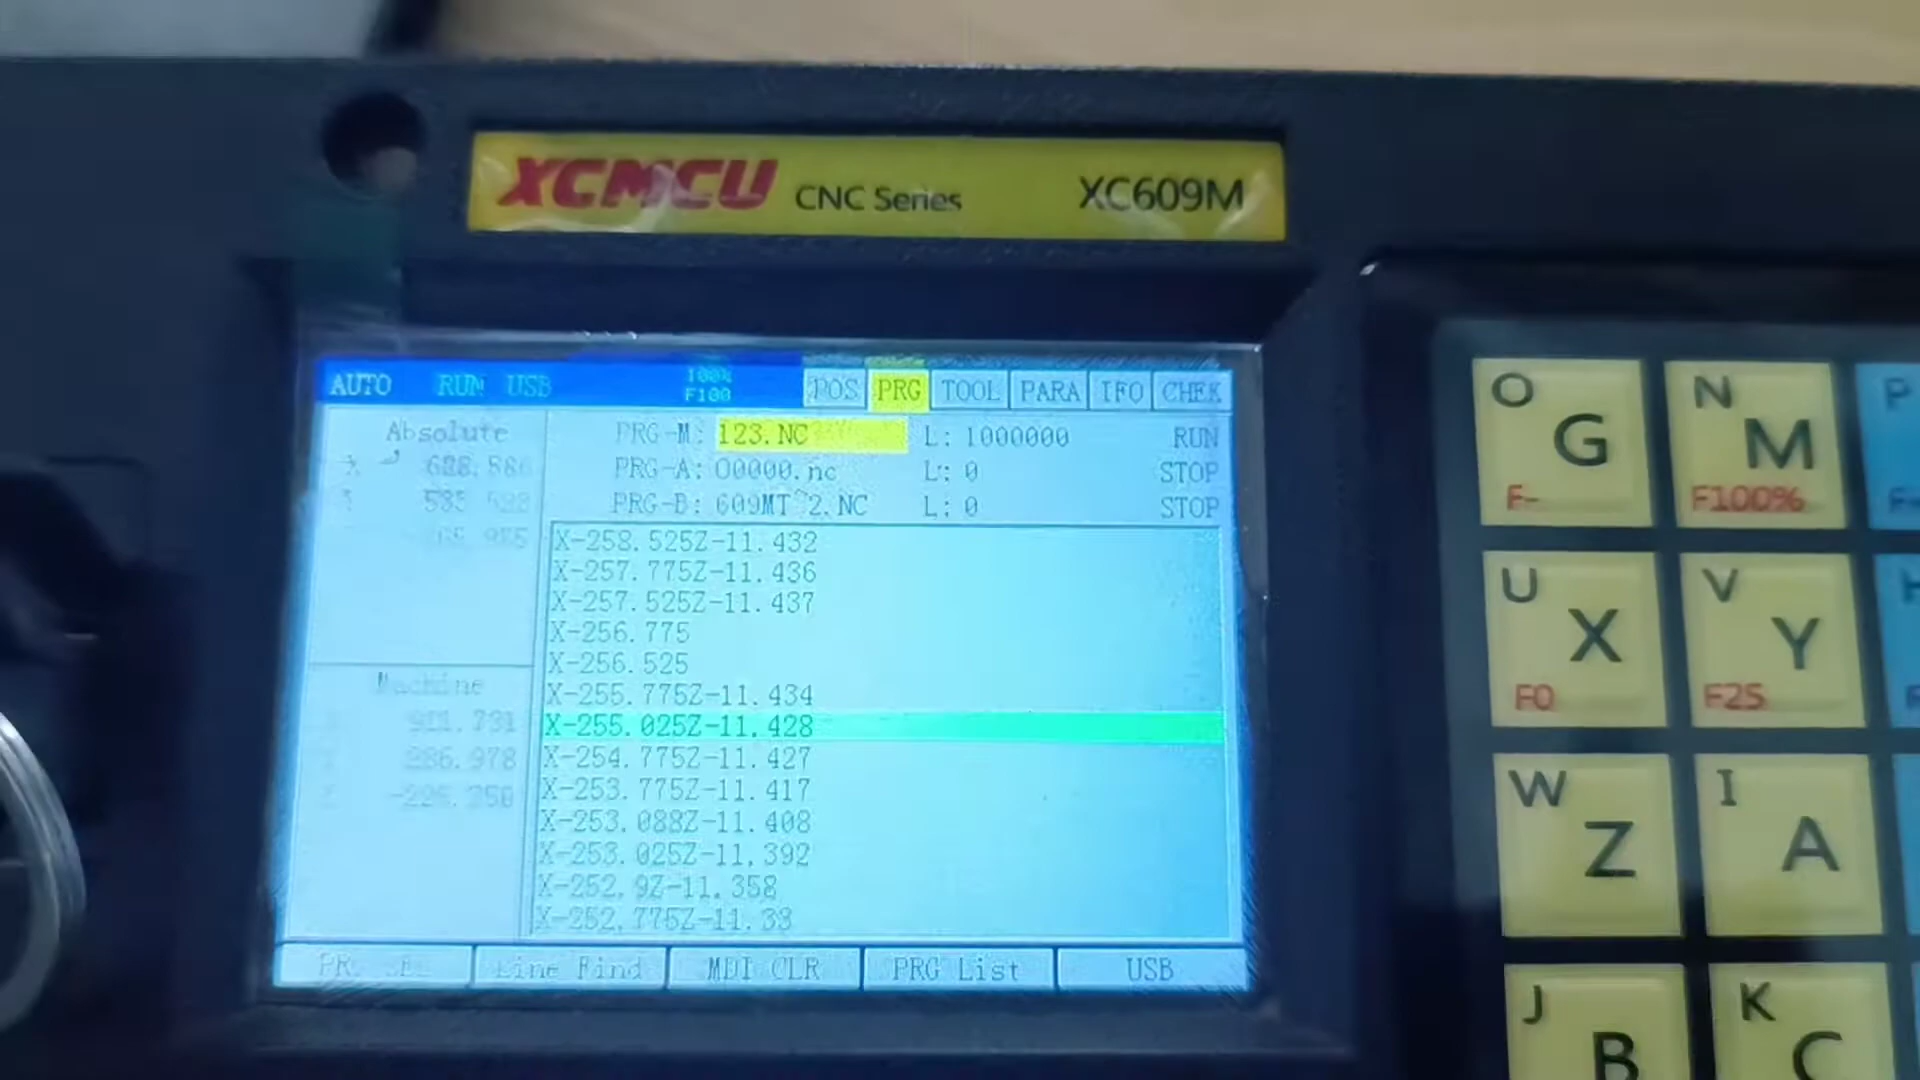 XCMCU CNC Series XC609M
AUTO RUN USB 100% F100 POS PRG TOOL PARA IFO CHEK
Absolute
PRG-M: 123.NC L: 1000000 RUN
PRG-A: O0000.nc L: 0 STOP
PRG-B: 609MT~2.NC L: 0 STOP
X-258.525Z-11.432
X-257.775Z-11.436
X-257.525Z-11.437
X-256.775
X-256.525
X-255.775Z-11.434
X-255.025Z-11.428
X-254.775Z-11.427
X-253.775Z-11.417
X-253.088Z-11.408
X-253.025Z-11.392
X-252.9Z-11.358
X-252.775Z-11.33
Machine
911.731
286.978
Line Find MDI CLR PRG List USB
O G F-
N M F100%
P
U X F0
V Y F25
H
W Z
I A
J B
K C